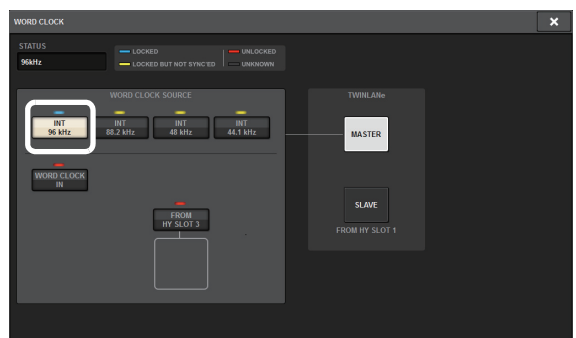 WORD CLOCK
STATUS
96kHz
LOCKED
UNLOCKED
LOCKED BUT NOT SYNC'ED
UNKNOWN
WORD CLOCK SOURCE
TWINLANe
INT
96 kHz
INT
88.2 kHz
INT
48 kHz
INT
44.1 kHz
MASTER
WORD CLOCK
IN
FROM
HY SLOT 3
SLAVE
FROM HY SLOT 1